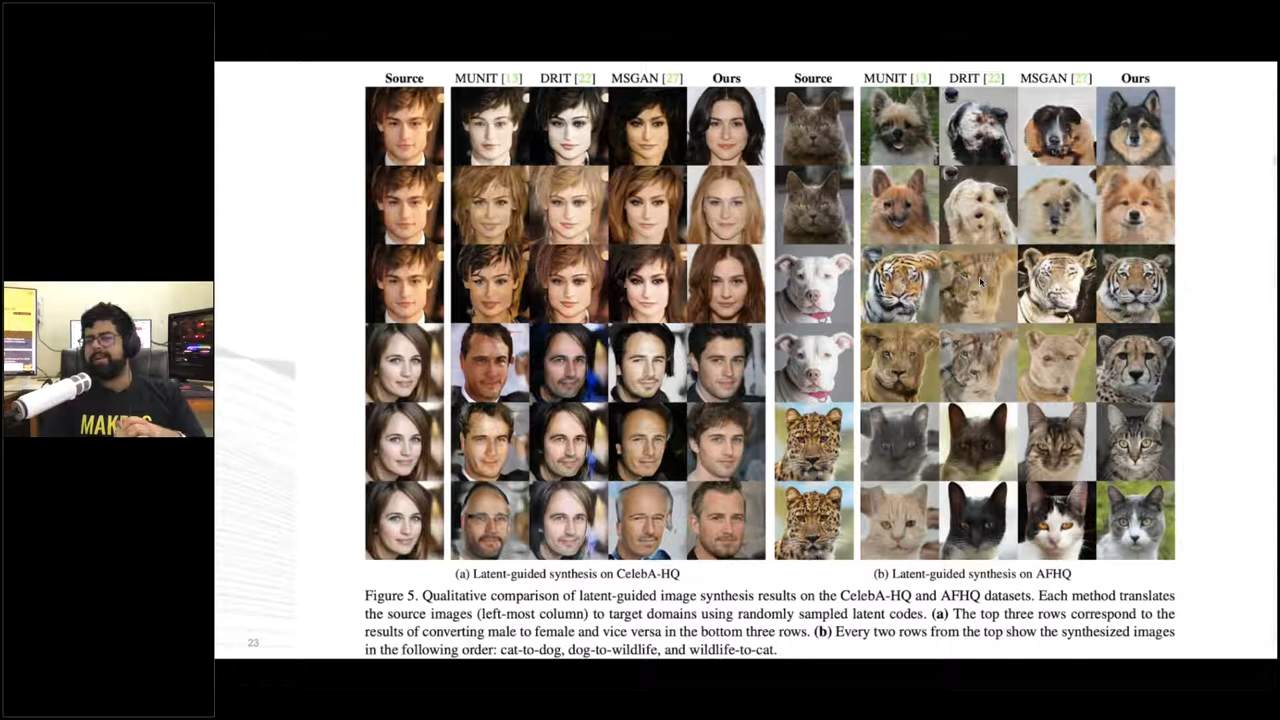 Source MUNIT [13] DRIT [22] MSGAN [27] Ours Source MUNIT [13] DRIT [22] MSGAN [27] Ours
(a) Latent-guided synthesis on CelebA-HQ (b) Latent-guided synthesis on AFHQ
Figure 5. Qualitative comparison of latent-guided image synthesis results on the CelebA-HQ and AFHQ datasets. Each method translates
the source images (left-most column) to target domains using randomly sampled latent codes. (a) The top three rows correspond to the
results of converting male to female and vice versa in the bottom three rows. (b) Every two rows from the top show the synthesized images
in the following order: cat-to-dog, dog-to-wildlife, and wildlife-to-cat.
23